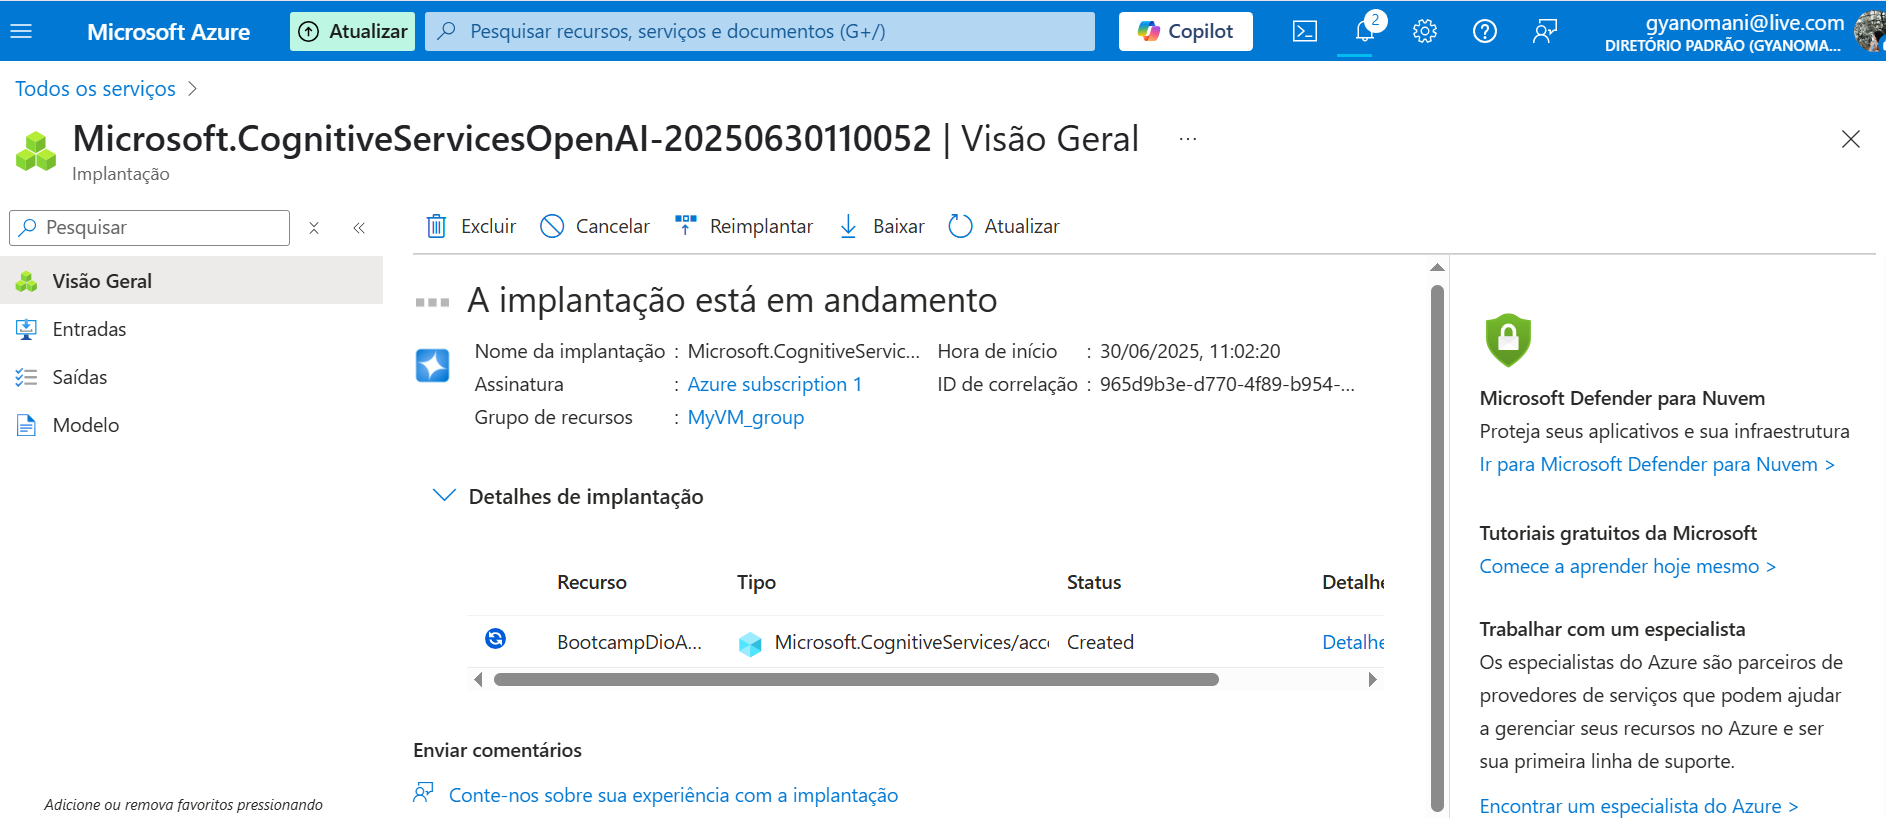 Microsoft Azure
Atualizar
Pesquisar recursos, serviços e documentos (G+/)
Copilot
2
gyanomani@live.com
DIRETÓRIO PADRÃO (GYANOMA...
Todos os serviços
Microsoft.CognitiveServicesOpenAI-20250630110052 | Visão Geral ...
Implantação
Pesquisar
Visão Geral
Entradas
Saídas
Modelo
Excluir Cancelar Reimplantar Baixar Atualizar
A implantação está em andamento
Nome da implantação : Microsoft.CognitiveServic...
Assinatura : Azure subscription 1
Grupo de recursos : MyVM_group
Hora de início : 30/06/2025, 11:02:20
ID de correlação : 965d9b3e-d770-4f89-b954-...
Detalhes de implantação
Recurso Tipo Status Detalhe
BootcampDioA... Microsoft.CognitiveServices/acc Created Detalhe
Enviar comentários
Conte-nos sobre sua experiência com a implantação
Adicione ou remova favoritos pressionando
Microsoft Defender para Nuvem
Proteja seus aplicativos e sua infraestrutura
Ir para Microsoft Defender para Nuvem >
Tutoriais gratuitos da Microsoft
Comece a aprender hoje mesmo >
Trabalhar com um especialista
Os especialistas do Azure são parceiros de
provedores de serviços que podem ajudar
a gerenciar seus recursos no Azure e ser
sua primeira linha de suporte.
Encontrar um especialista do Azure >